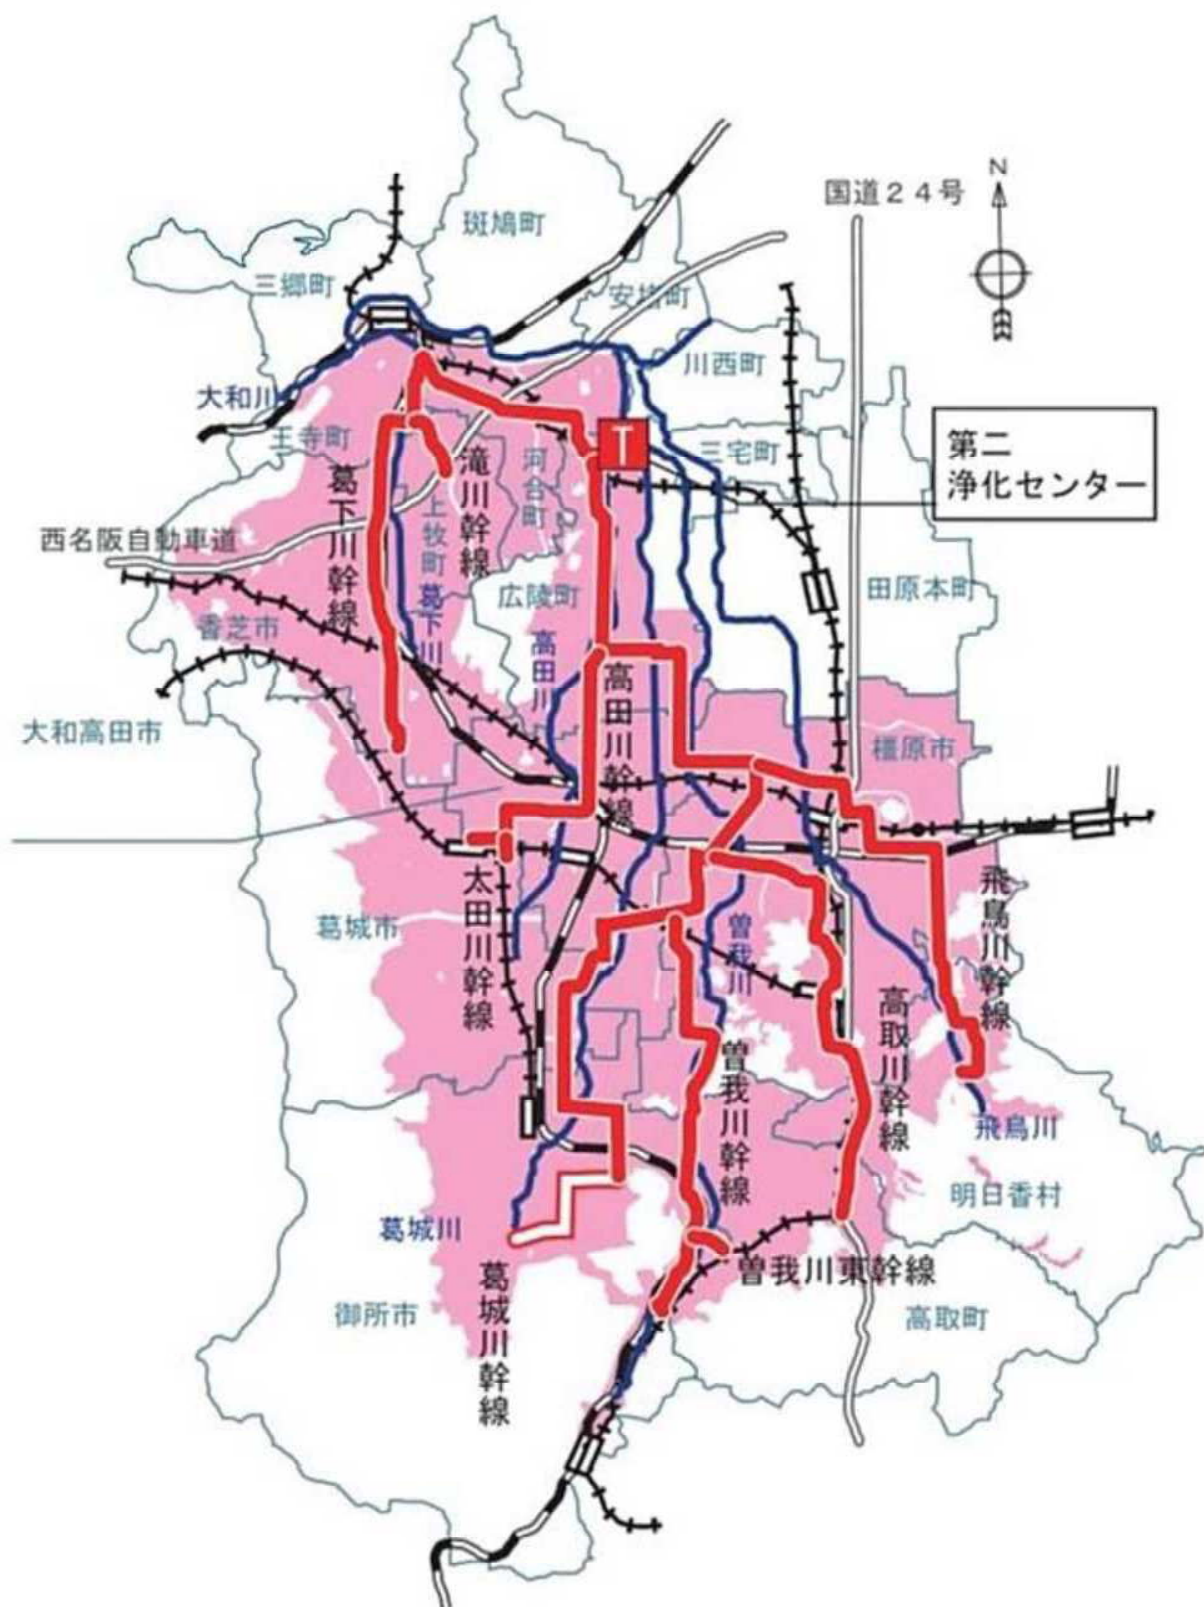 N
国道24号
斑鳩町
三郷町
安堵町
川西町
大和川
王寺町
三宅町
T
第二
浄化センター
河合町
滝川幹線
葛下川幹線
上牧町
西名阪自動車道
田原本町
広陵町
葛下川
香芝市
高田川
高田川幹線
大和高田市
橿原市
太田川幹線
飛鳥川幹線
葛城市
曽我川
高取川幹線
曽我川幹線
飛鳥川
明日香村
葛城川
曽我川東幹線
葛城川幹線
御所市
高取町